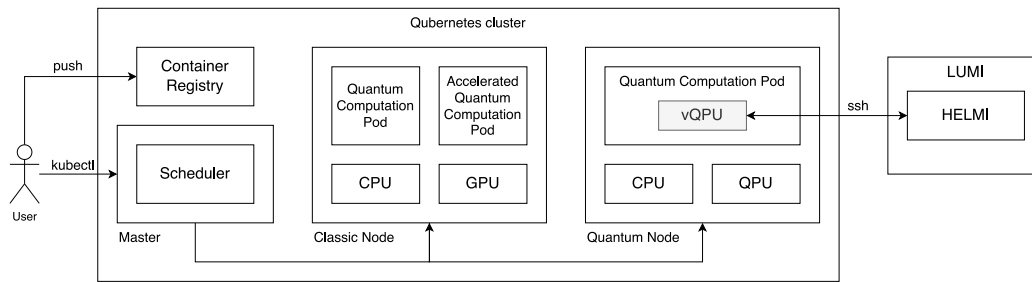 Qubernetes cluster
push
Container
Registry
kubectl
User
Scheduler
Master
Quantum
Computation
Pod
Accelerated
Quantum
Computation
Pod
CPU
GPU
Classic Node
Quantum Computation Pod
vQPU
CPU
QPU
Quantum Node
ssh
LUMI
HELMI